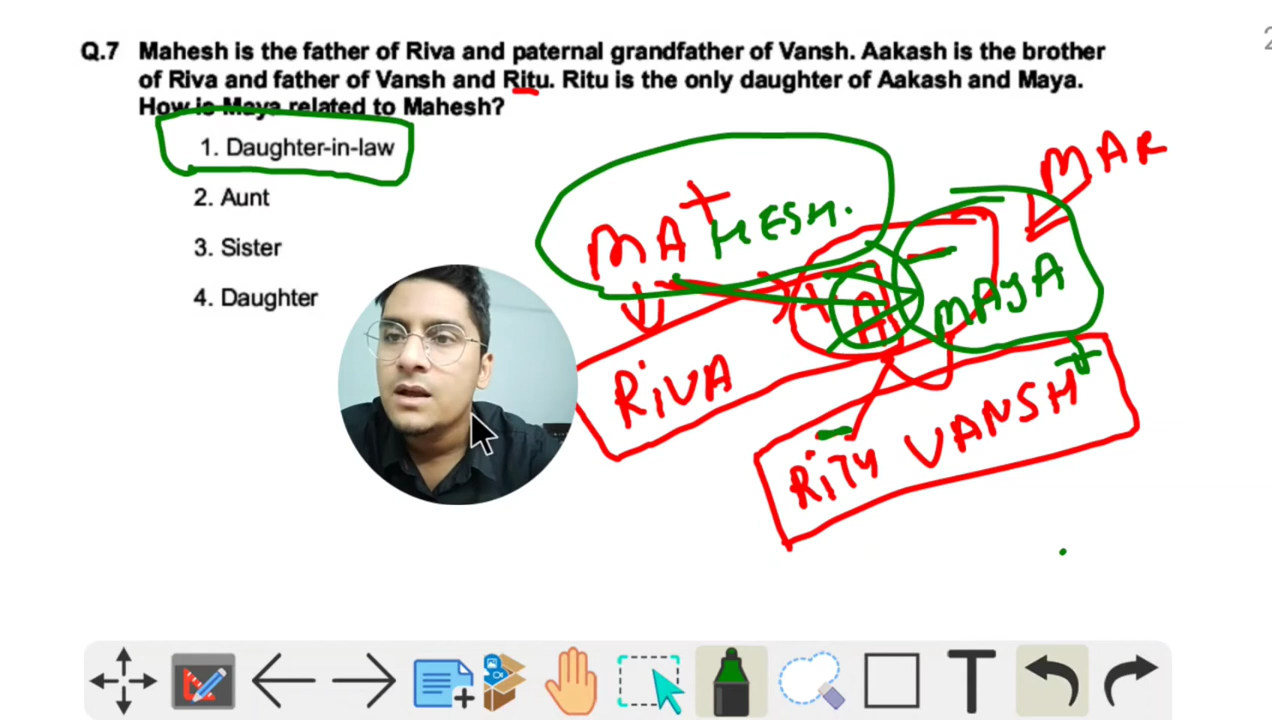 Q.7 Mahesh is the father of Riva and paternal grandfather of Vansh. Aakash is the brother
of Riva and father of Vansh and Ritu. Ritu is the only daughter of Aakash and Maya.
How is Maya related to Mahesh?
1. Daughter-in-law
2. Aunt
3. Sister
4. Daughter
MAR
MAHESH.
A
MAYA
RiVA
RiTU VANSH
T